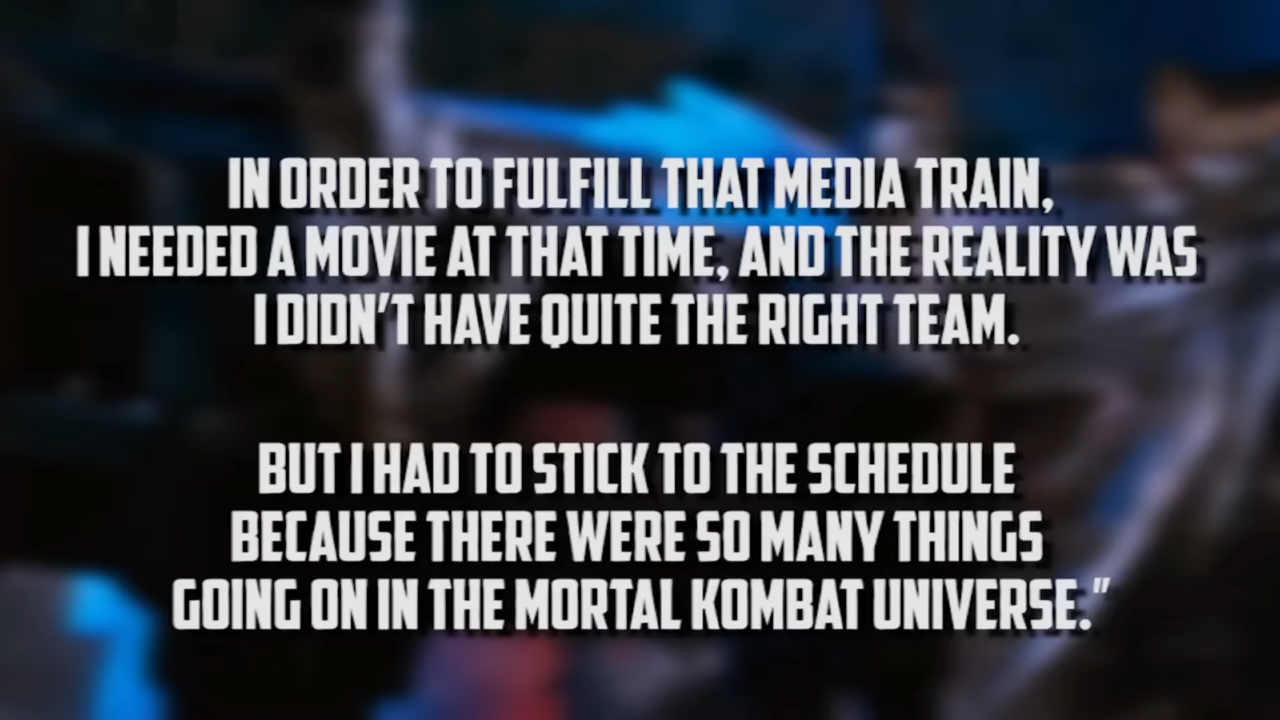 IN ORDER TO FULFILL THAT MEDIA TRAIN,
I NEEDED A MOVIE AT THAT TIME, AND THE REALITY WAS
I DIDN'T HAVE QUITE THE RIGHT TEAM.
BUT I HAD TO STICK TO THE SCHEDULE
BECAUSE THERE WERE SO MANY THINGS
GOING ON IN THE MORTAL KOMBAT UNIVERSE."